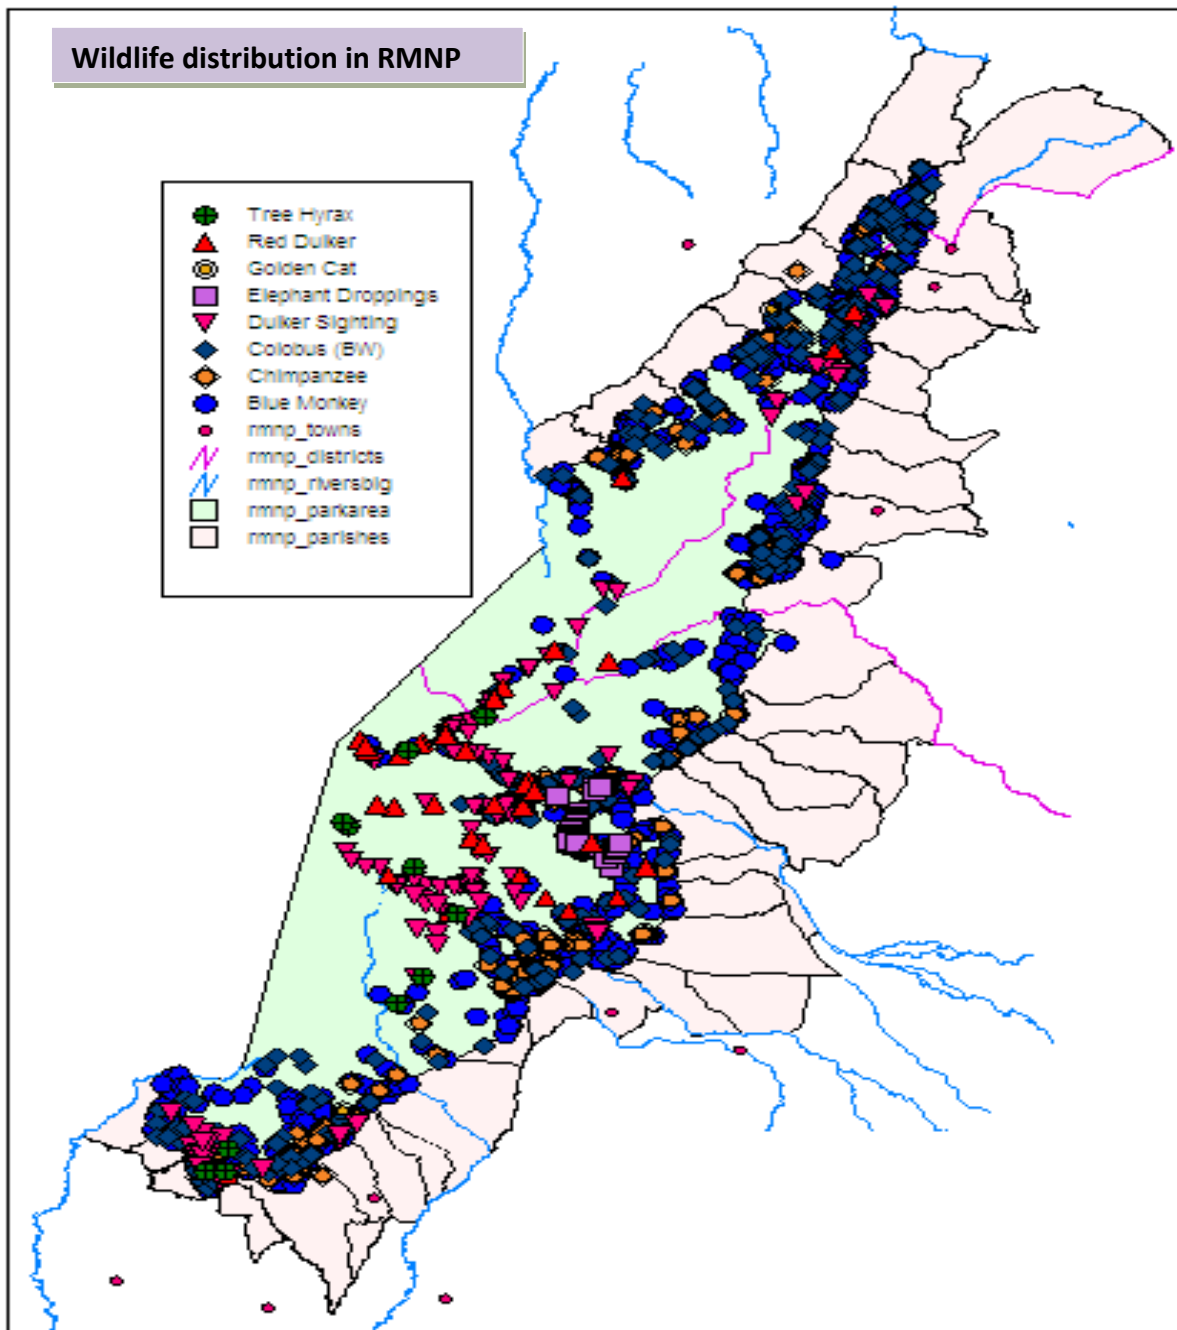 Wildlife distribution in RMNP
Tree Hyrax
Red Duiker
Golden Cat
Elephant Droppings
Duiker Sighting
Colobus (BW)
Chimpanzee
Blue Monkey
rmnp_towns
rmnp_districts
rmnp_riversbig
rmnp_parkarea
rmnp_parishes